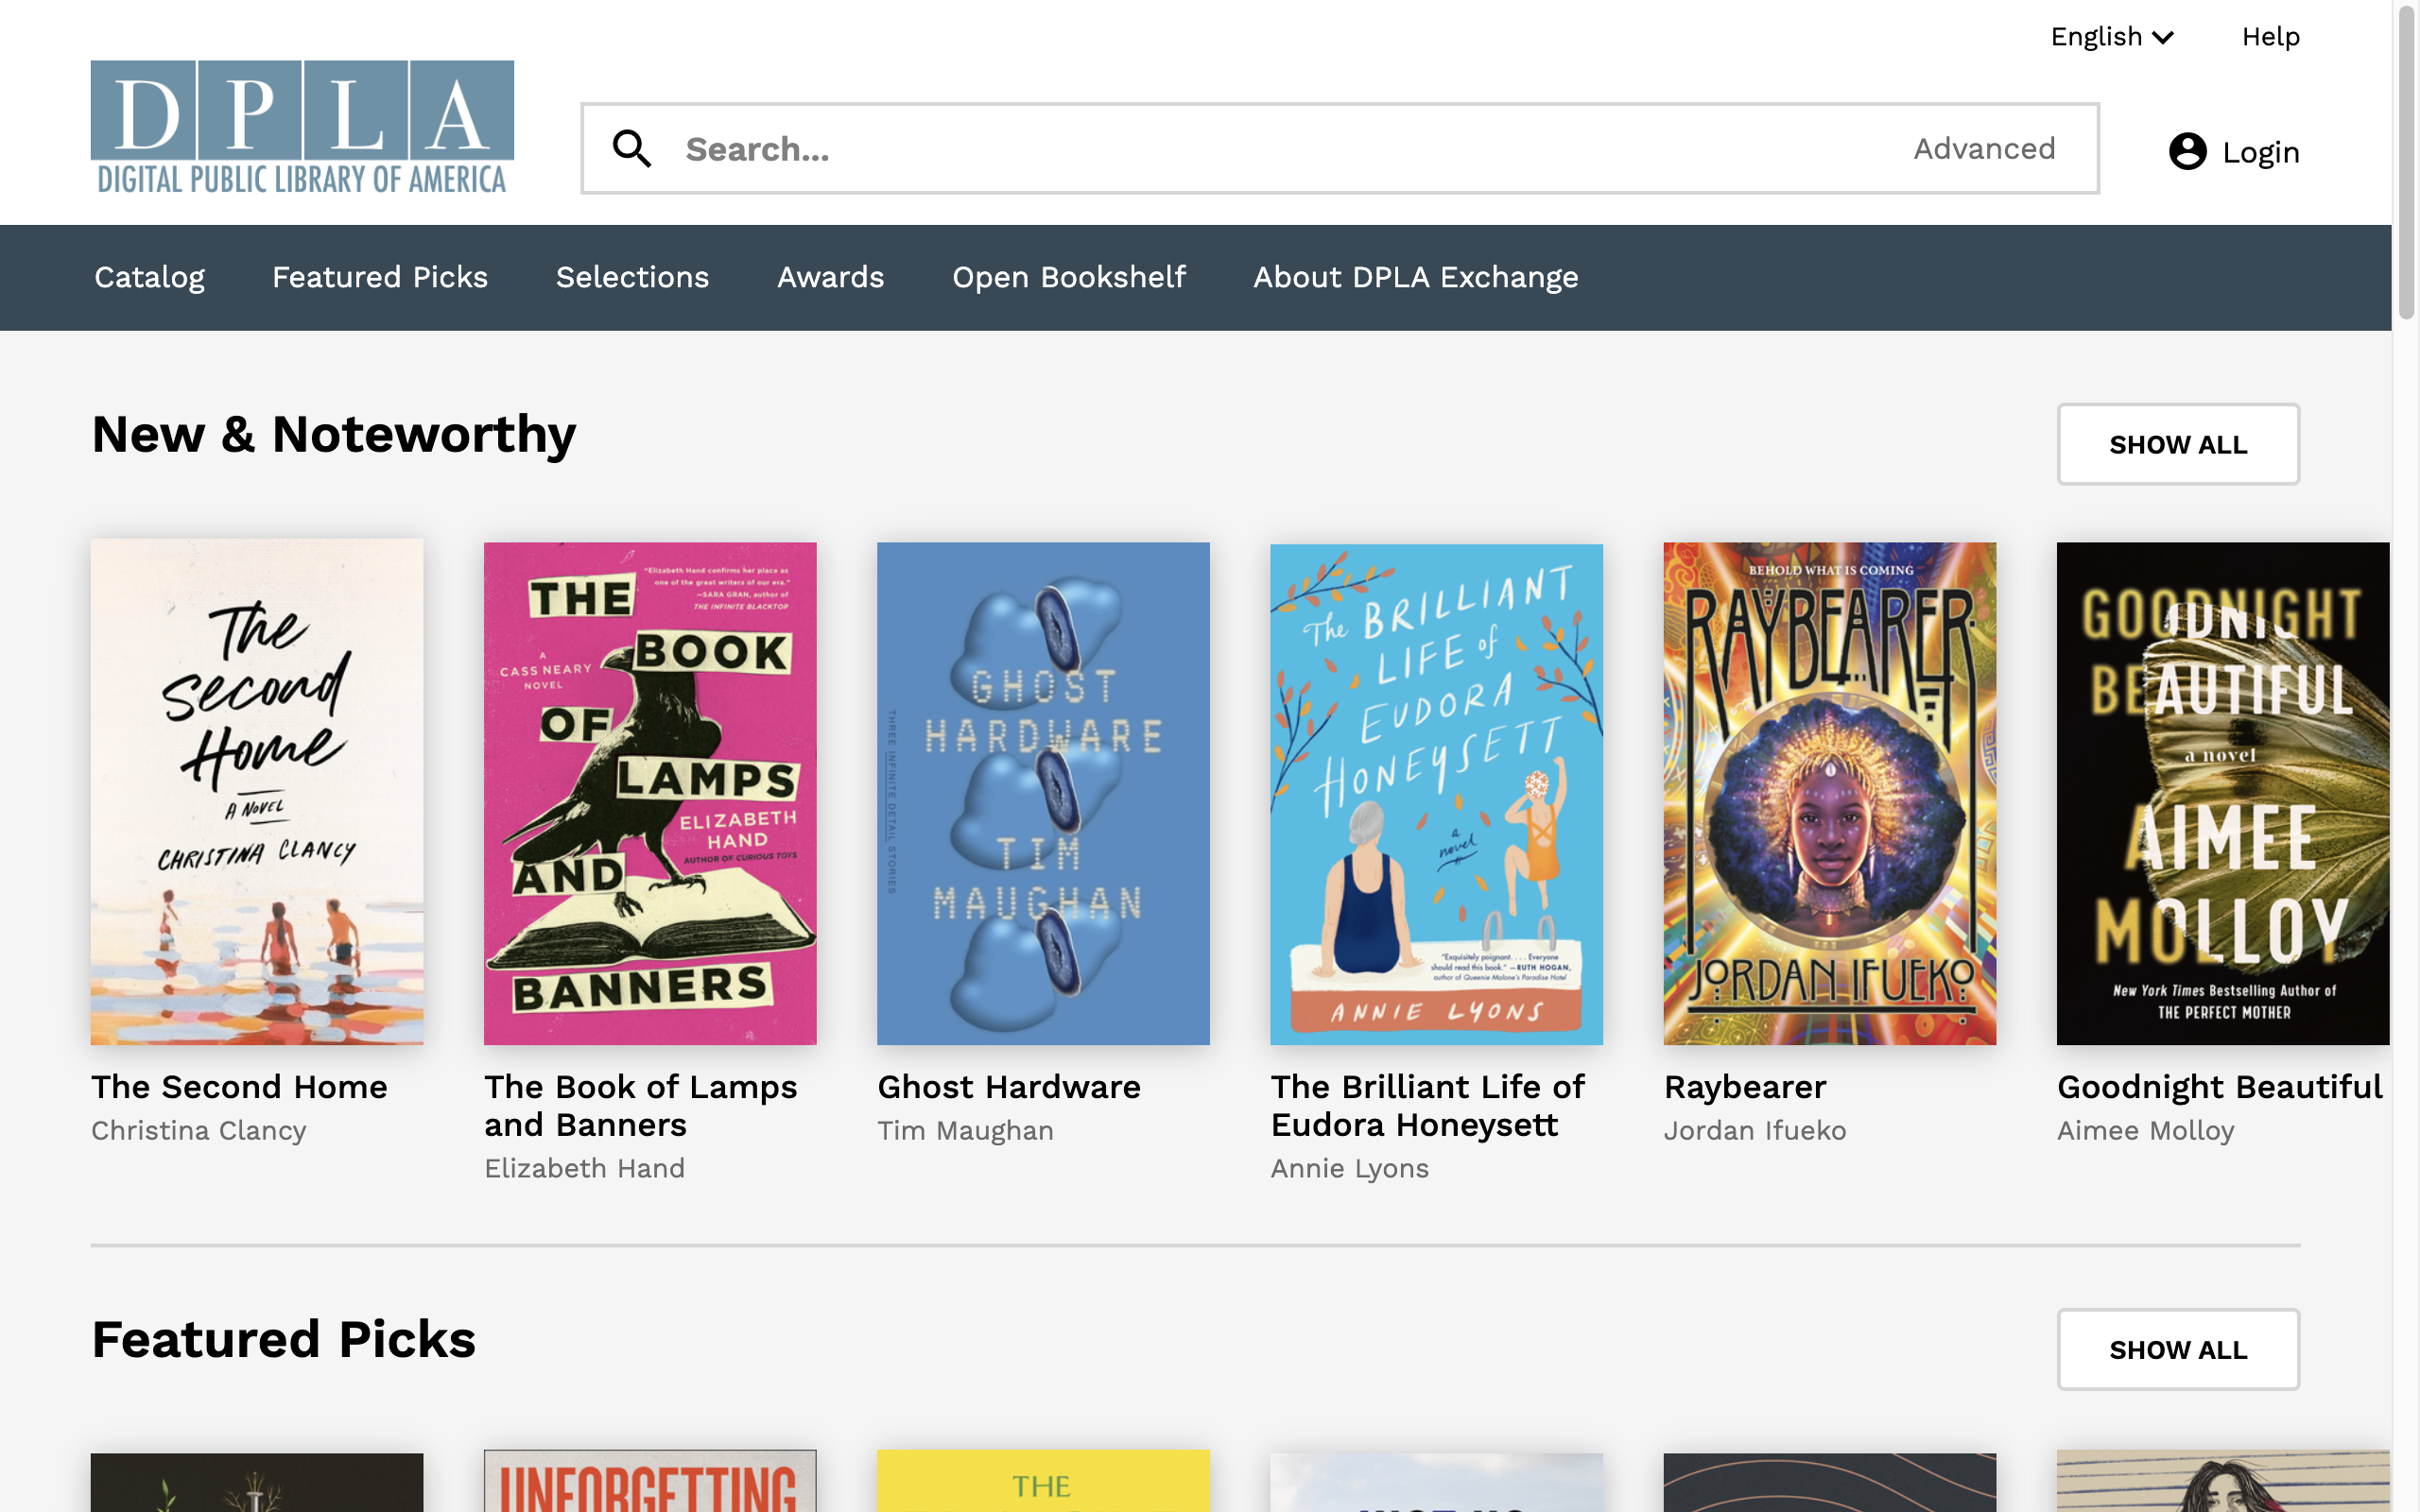 English
Help
DPLA
DIGITAL PUBLIC LIBRARY OF AMERICA
Search...
Advanced
Login
Catalog
Featured Picks
Selections
Awards
Open Bookshelf
About DPLA Exchange
New & Noteworthy
SHOW ALL
The
Second
Home
A NOVEL
CHRISTINA CLANCY
"Elizabeth Hand confirms her place as
one of the great writers of our era."
—SARA GRAN, author of
THE INFINITE BLACKTOP
THE
BOOK
A
CASS NEARY
NOVEL
OF
LAMPS
ELIZABETH
HAND
AUTHOR OF CURIOUS TOYS
AND
BANNERS
GHOST
HARDWARE
THREE INFINITE DETAIL STORIES
TIM
MAUGHAN
The BRILLIANT
LIFE of
EUDORA
HONEYSETT
a
novel
"Exquisitely poignant. . . . Everyone
should read this book." —RUTH HOGAN,
author of Queenie Malone's Paradise Hotel
ANNIE LYONS
BEHOLD WHAT IS COMING
RAYBEARER
JORDAN IFUEKO
GOODNIGHT
BEAUTIFUL
a novel
AIMEE
MOLLOY
New York Times Bestselling Author of
THE PERFECT MOTHER
The Second Home
Christina Clancy
The Book of Lamps
and Banners
Elizabeth Hand
Ghost Hardware
Tim Maughan
The Brilliant Life of
Eudora Honeysett
Annie Lyons
Raybearer
Jordan Ifueko
Goodnight Beautiful
Aimee Molloy
Featured Picks
SHOW ALL
UNFORGETTING
THE